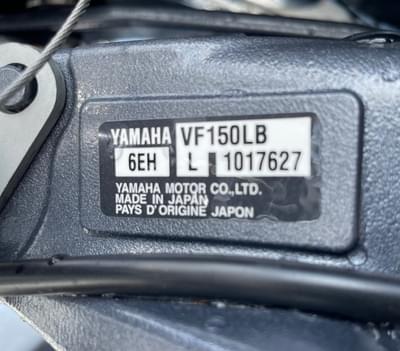 YAMAHA VF150LB
6EH L 1017627
YAMAHA MOTOR CO.,LTD.
MADE IN JAPAN
PAYS D'ORIGINE JAPON